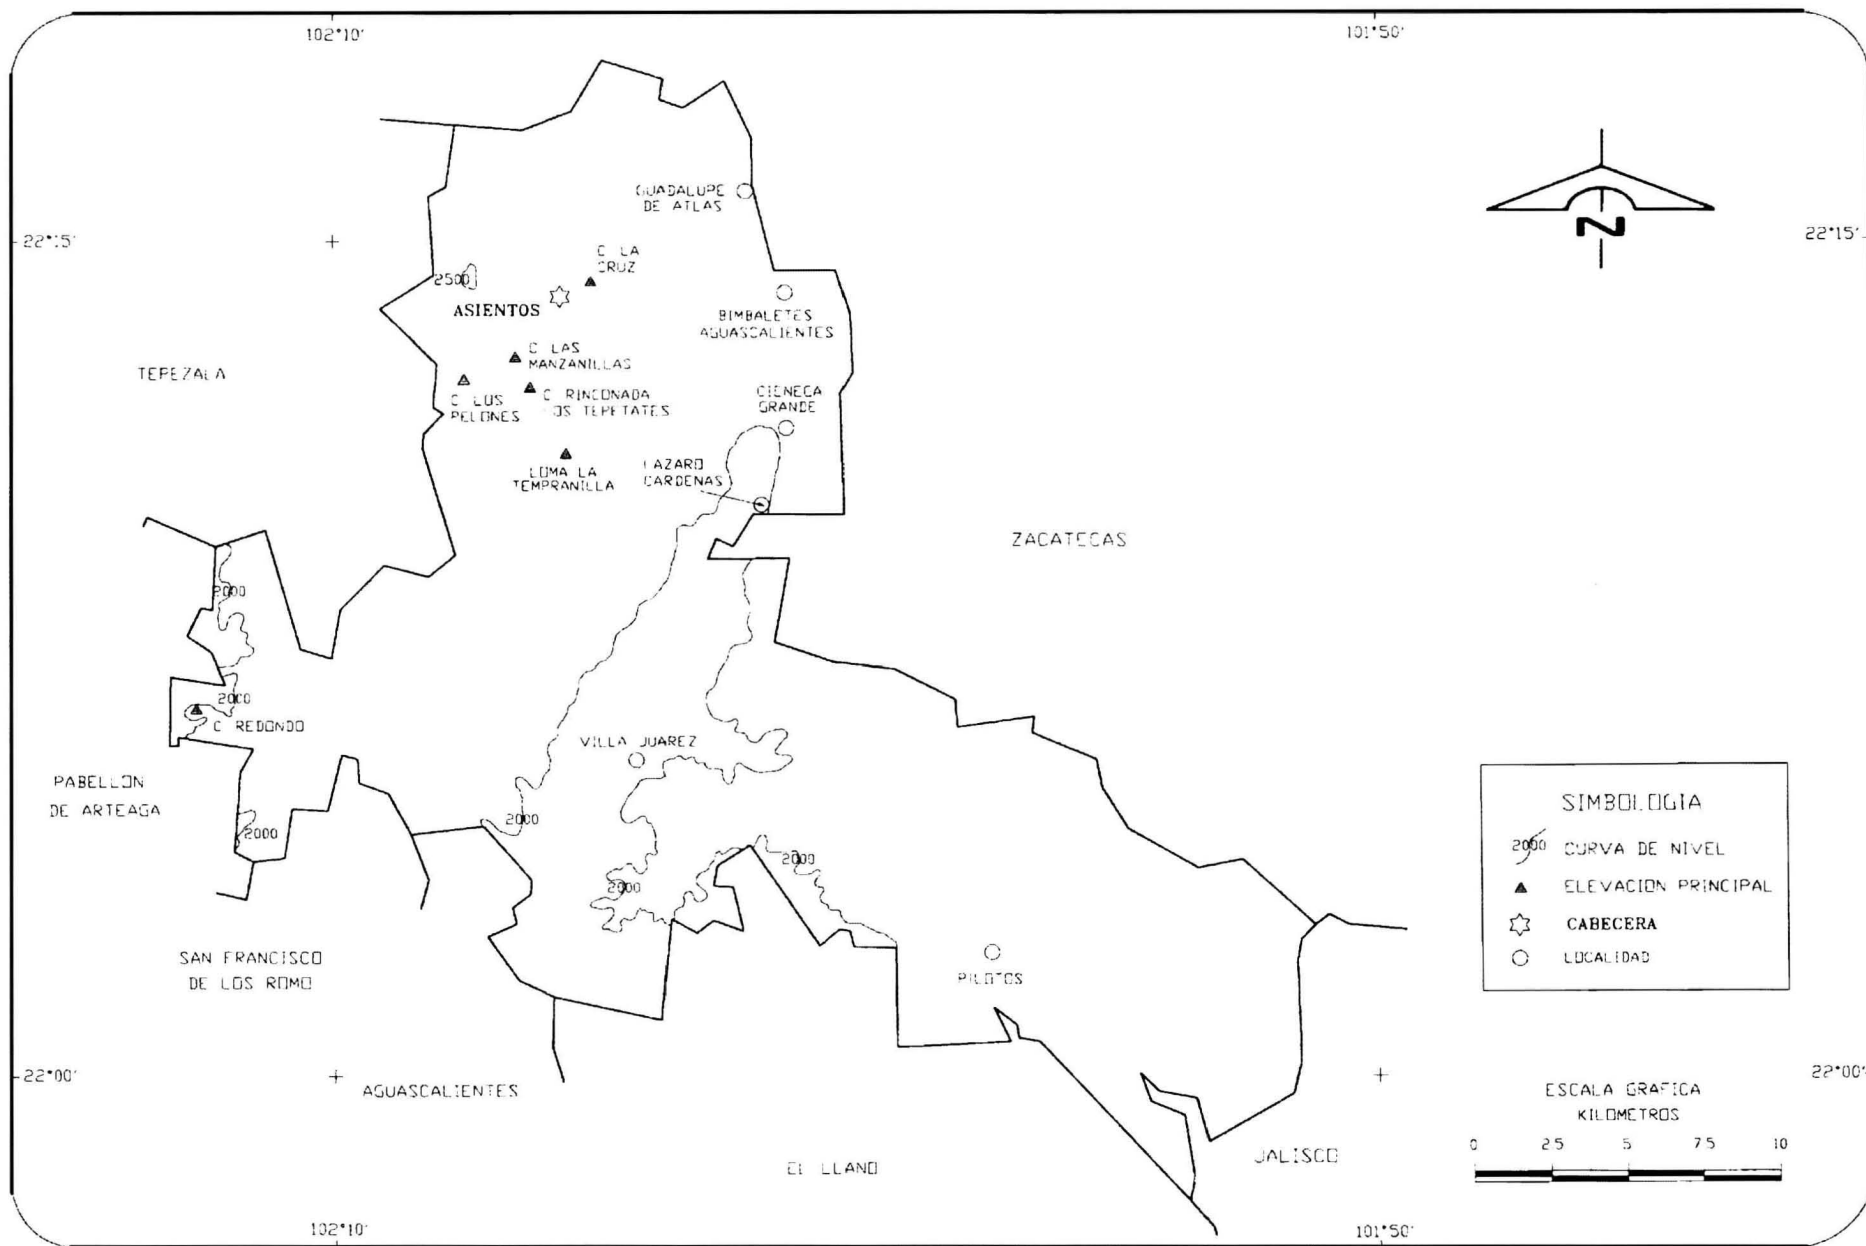 102°10'
101°50'
GUADALUPE
DE ATLAS
22°15'
22°15'
C LA
CRUZ
2500
ASIENTOS
BIMBALETES
AGUASCALIENTES
C LAS
MANZANILLAS
TEPEZALA
C RINCONADA
LOS TEPETATES
C LOS
PELONES
CIENEGA
GRANDE
LOMA LA
TEMPRANILLA
LAZARO
CARDENAS
ZACATECAS
2000
2000
C REDONDO
VILLA JUAREZ
PABELLON
DE ARTEAGA
2000
2000
2000
2000
SIMBOLOGIA
2000 CURVA DE NIVEL
ELEVACION PRINCIPAL
CABECERA
LOCALIDAD
SAN FRANCISCO
DE LOS ROMO
PILOTOS
22°00'
22°00'
AGUASCALIENTES
ESCALA GRAFICA
KILOMETROS
0 2.5 5 7.5 10
EL LLANO
JALISCO
102°10'
101°50'
N